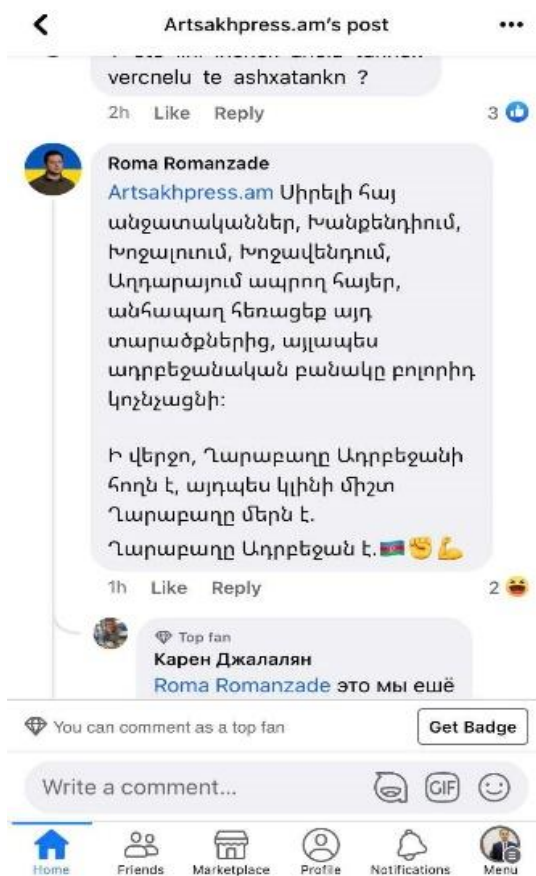 Artsakhpress.am's post
vercnelu te ashxatankn ?
2h Like Reply 3
Roma Romanzade
Artsakhpress.am Սիրելի հայ
անջատականներ, Խանքենդիում,
Խոջալուում, Խոջավենդում,
Աղդարայում ապրող հայեր,
անհապաղ հեռացեք այդ
տարածքներից, այլապես
ադրբեջանական բանակը բոլորիդ
կոչնչացնի:
Ի վերջո, Ղարաբաղը Ադրբեջանի
հողն է, այդպես կլինի միշտ
Ղարաբաղը մերն է.
Ղարաբաղը Ադրբեջան է.🇦🇿✊💪
1h Like Reply 2
Top fan
Карен Джалалян
Roma Romanzade это мы ешё
You can comment as a top fan Get Badge
Write a comment... GIF
Home Friends Marketplace Profile Notifications Menu